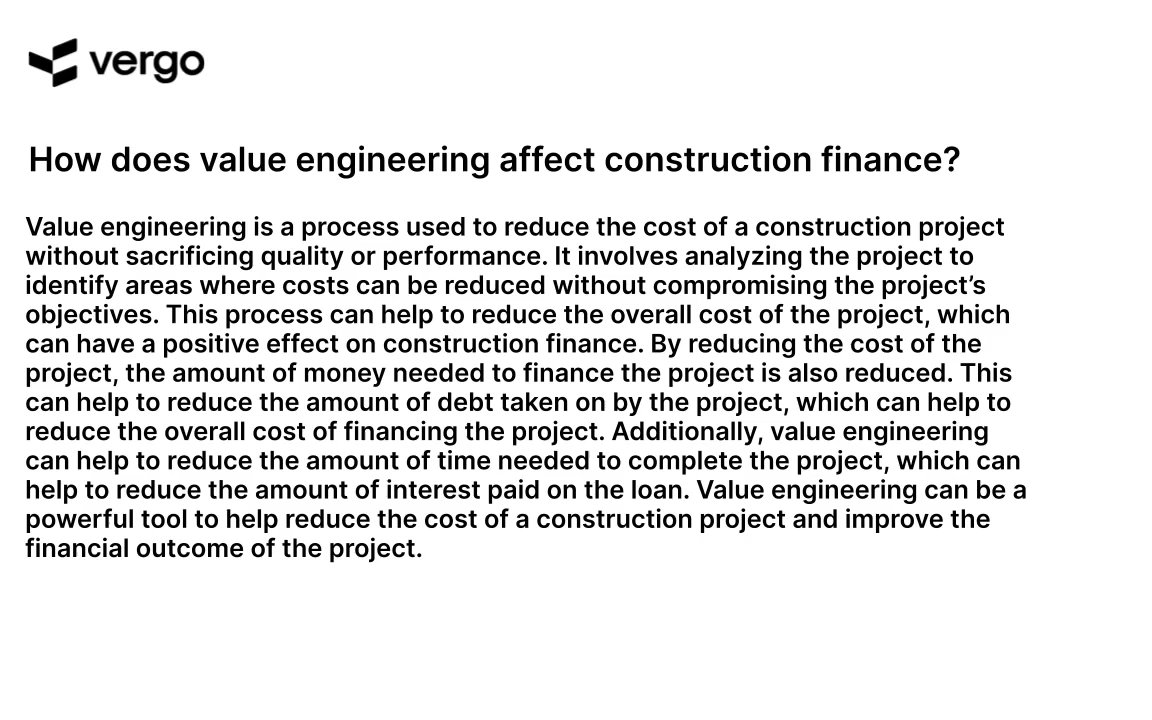 vergo
How does value engineering affect construction finance?
Value engineering is a process used to reduce the cost of a construction project
without sacrificing quality or performance. It involves analyzing the project to
identify areas where costs can be reduced without compromising the project’s
objectives. This process can help to reduce the overall cost of the project, which
can have a positive effect on construction finance. By reducing the cost of the
project, the amount of money needed to finance the project is also reduced. This
can help to reduce the amount of debt taken on by the project, which can help to
reduce the overall cost of financing the project. Additionally, value engineering
can help to reduce the amount of time needed to complete the project, which can
help to reduce the amount of interest paid on the loan. Value engineering can be a
powerful tool to help reduce the cost of a construction project and improve the
financial outcome of the project.